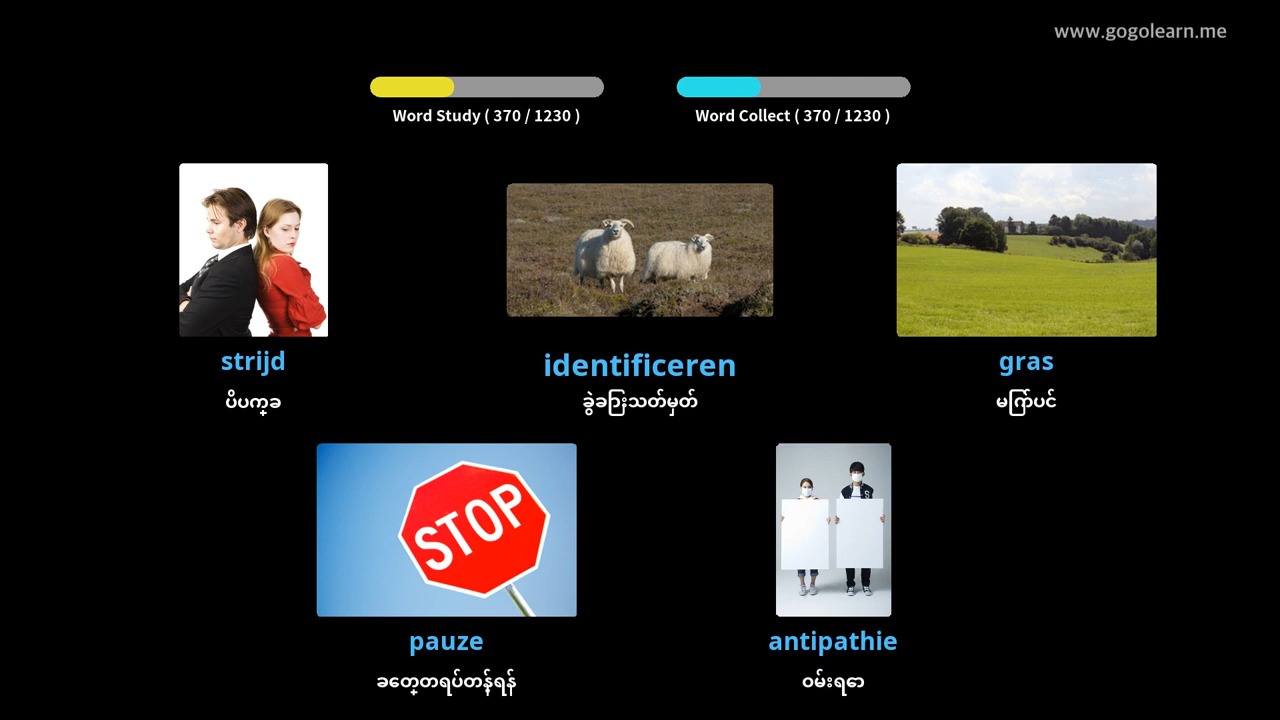 www.gogolearn.me
Word Study ( 370 / 1230 )
Word Collect ( 370 / 1230 )
strijd
ပိပက္ခ
identificeren
ခွဲခြားသတ်မှတ်
gras
မြက်ပင်
STOP
pauze
ခေတ္တရပ်တန့်ရန်
S
antipathie
ဝမ်းရော